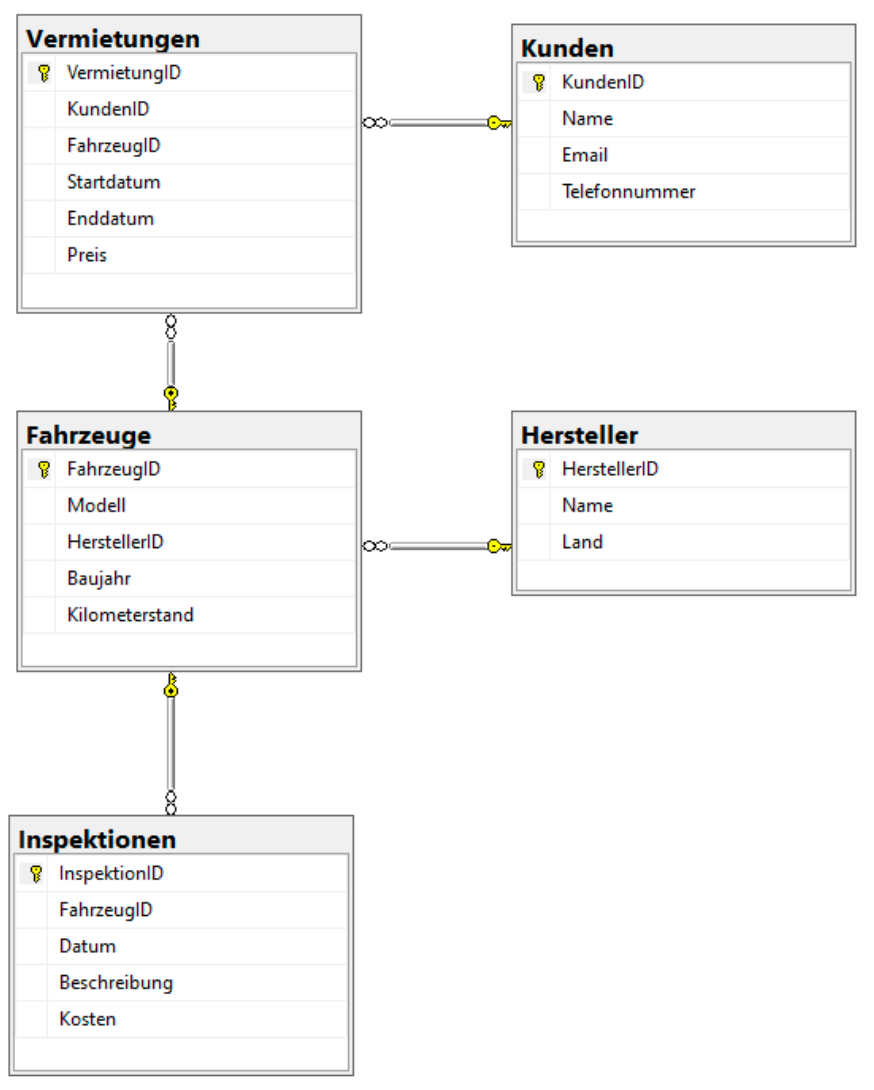 Vermietungen
VermietungID
KundenID
FahrzeugID
Startdatum
Enddatum
Preis
Kunden
KundenID
Name
Email
Telefonnummer
Fahrzeuge
FahrzeugID
Modell
HerstellerID
Baujahr
Kilometerstand
Hersteller
HerstellerID
Name
Land
Inspektionen
InspektionID
FahrzeugID
Datum
Beschreibung
Kosten